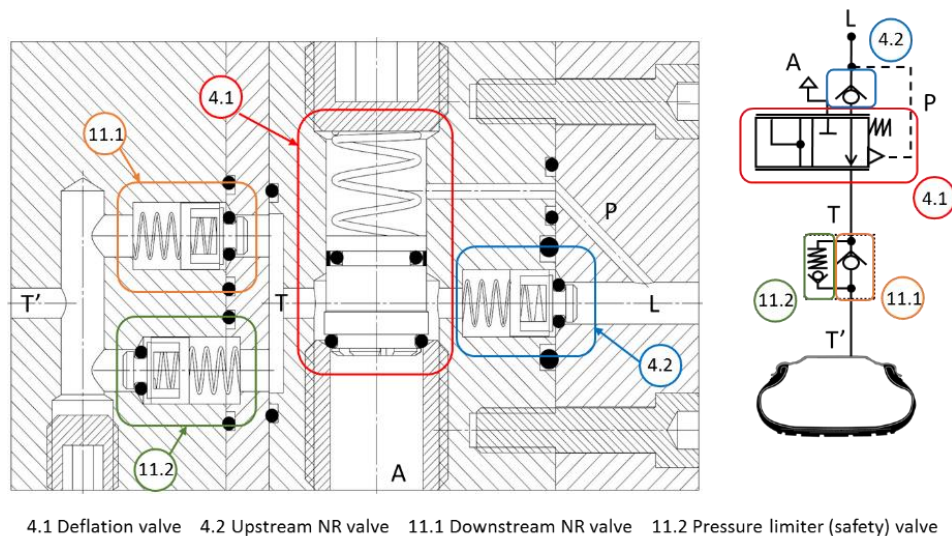 4.1
11.1
P
T'
T
L
4.2
11.2
A
L
4.2
A
P
4.1
T
11.2
11.1
T'
4.1 Deflation valve 4.2 Upstream NR valve 11.1 Downstream NR valve 11.2 Pressure limiter (safety) valve